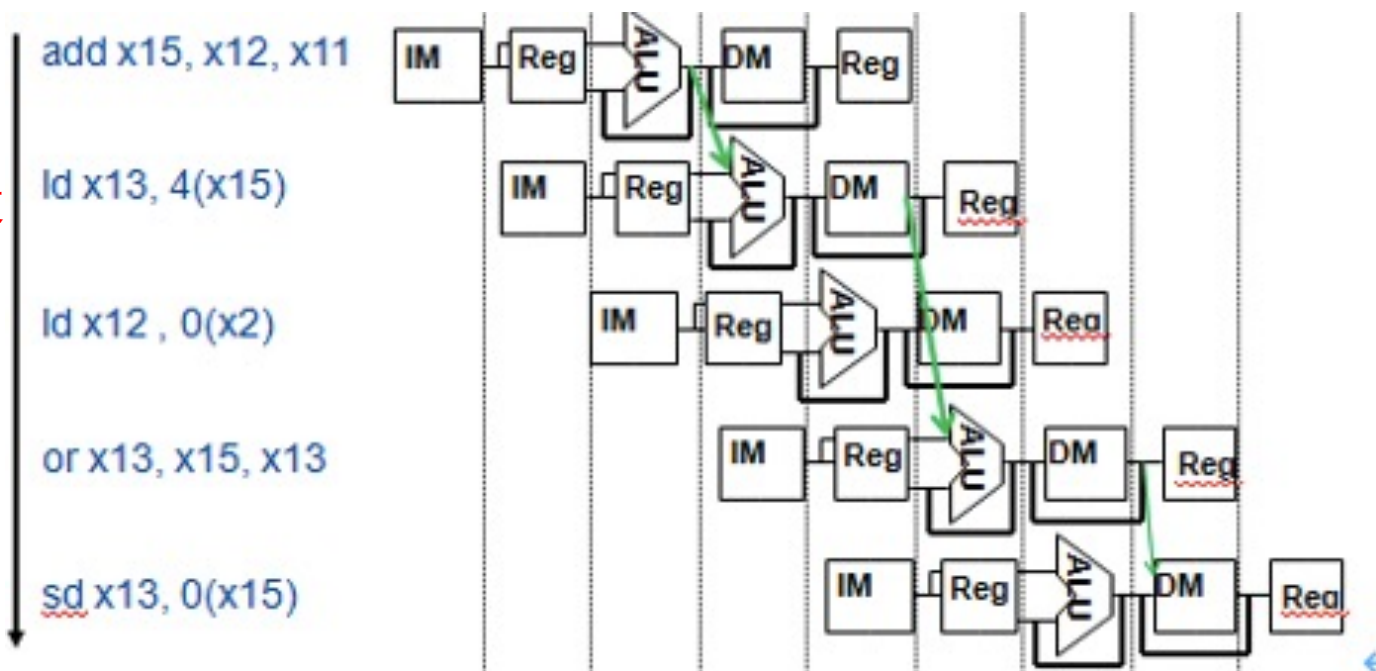 add x15, x12, x11 IM Reg ALU DM Reg
ld x13, 4(x15) IM Reg ALU DM Reg
ld x12 , 0(x2) IM Reg ALU DM Reg
or x13, x15, x13 IM Reg ALU DM Reg
sd x13, 0(x15) IM Reg ALU DM Reg